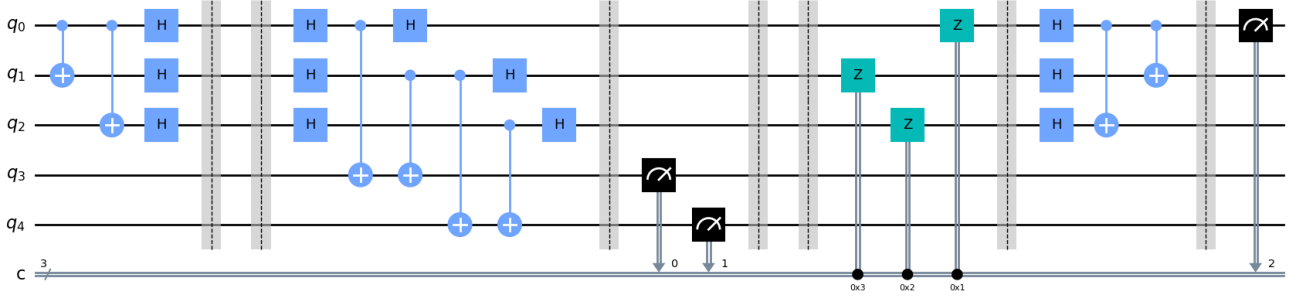 q0 H H H Z H
q1 H H H Z H
q2 H H H Z H
q3
q4
c 3 0 1 0x3 0x2 0x1 2